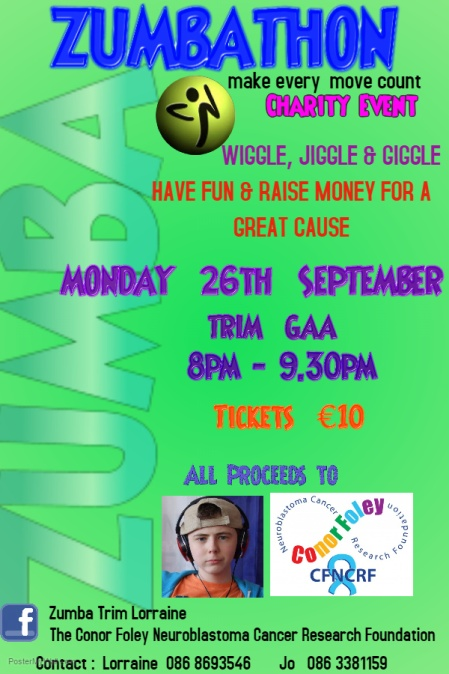 ZUMBATHON
make every move count
CHARITY EVENT
WIGGLE, JIGGLE & GIGGLE
HAVE FUN & RAISE MONEY FOR A
GREAT CAUSE
ZUMBA
MONDAY 26TH SEPTEMBER
TRIM GAA
8PM - 9.30PM
TICKETS €10
ALL PROCEEDS TO
Neuroblastoma Cancer Research Foundation
Conor Foley
CFNCRF
f
Zumba Trim Lorraine
The Conor Foley Neuroblastoma Cancer Research Foundation
Contact : Lorraine 086 8693546 Jo 086 3381159